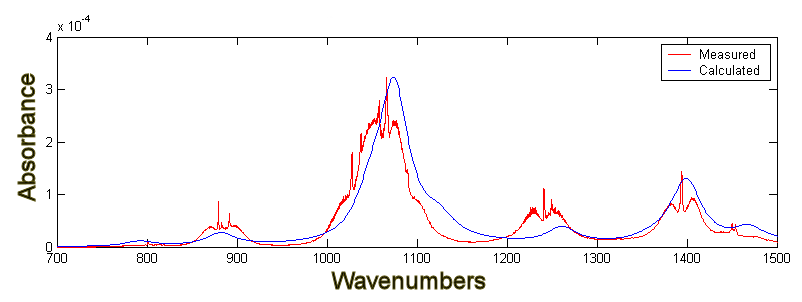 x 10⁻⁴
4
3
2
1
0
Absorbance
Measured
Calculated
700 800 900 1000 1100 1200 1300 1400 1500
Wavenumbers